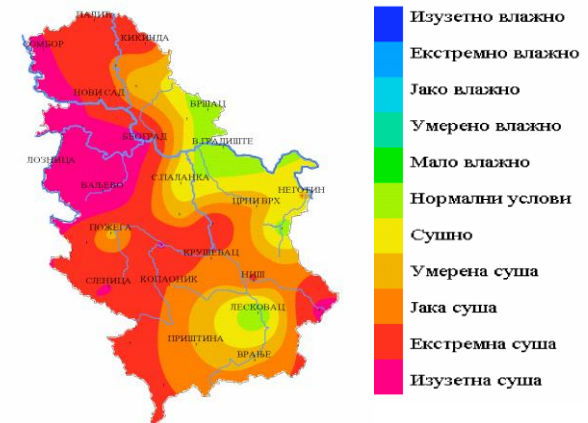 ПАЛИЋ
СОМБОР
КИКИНДА
НОВИ САД
ВРШАЦ
БЕОГРАД
В.ГРАДИШТЕ
ЛОЗНИЦА
ВАЉЕВО
С.ПАЛАНКА
НЕГОТИН
ЦРНИ ВРХ
ПОЖЕГА
КРУШЕВАЦ
СЈЕНИЦА
КОПАОНИК
НИШ
ЛЕСКОВАЦ
ПРИШТИНА
ВРАЊЕ
Изузетно влажно
Екстремно влажно
Јако влажно
Умерено влажно
Мало влажно
Нормални услови
Сушно
Умерена суша
Јака суша
Екстремна суша
Изузетна суша